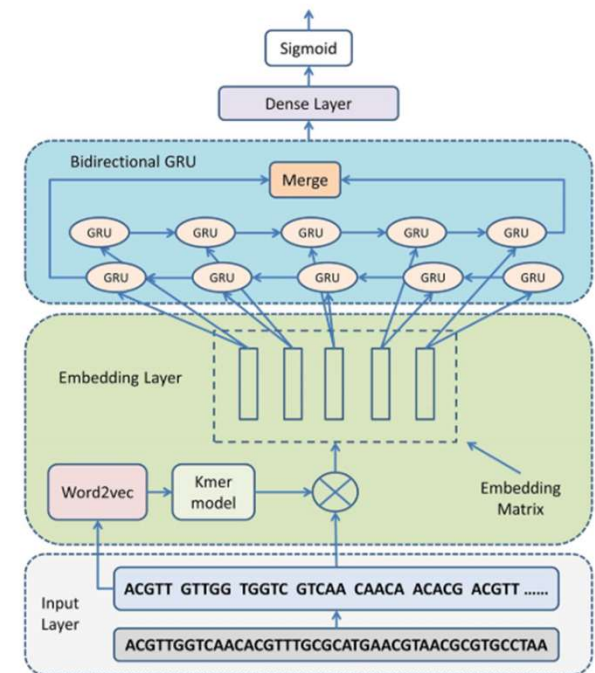 Sigmoid
Dense Layer
Bidirectional GRU
Merge
GRU GRU GRU GRU GRU
GRU GRU GRU GRU GRU
Embedding Layer
Word2vec
Kmer
model
Embedding
Matrix
Input
Layer
ACGTT GTTGG TGGTC GTCAA CAACA ACACG ACGTT ......
ACGTTGGTCAACACGTTTGCGCATGAACGTAACGCGTGCCTAA